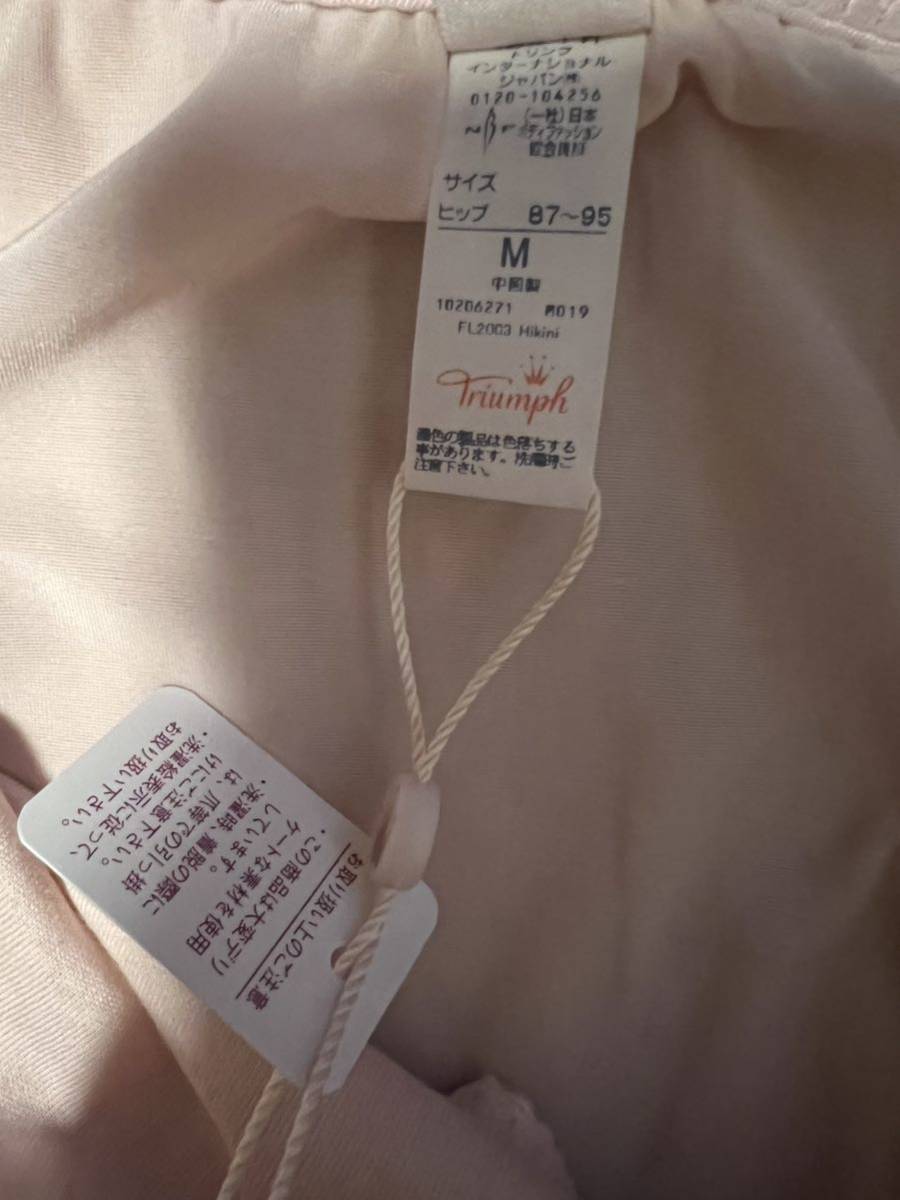 トリンプ
インターナショナル
ジャパン㈱
0120-104256
(一社)日本
ボディファッション
サイズ
ヒップ 87～95
M
中国製
10206271 M019
FL2003 Hikini
Triumph
濃色の製品は色落ちする
事があります。洗濯時ご
注意下さい。
お取り扱い上のご注意
・この商品は大変デリ
ケートな素材を使用
しています。
・洗濯時、着脱の際に
は、爪等での引っ掛
けにご注意下さい。
・洗濯絵表示に従って、
お取り扱い下さい。